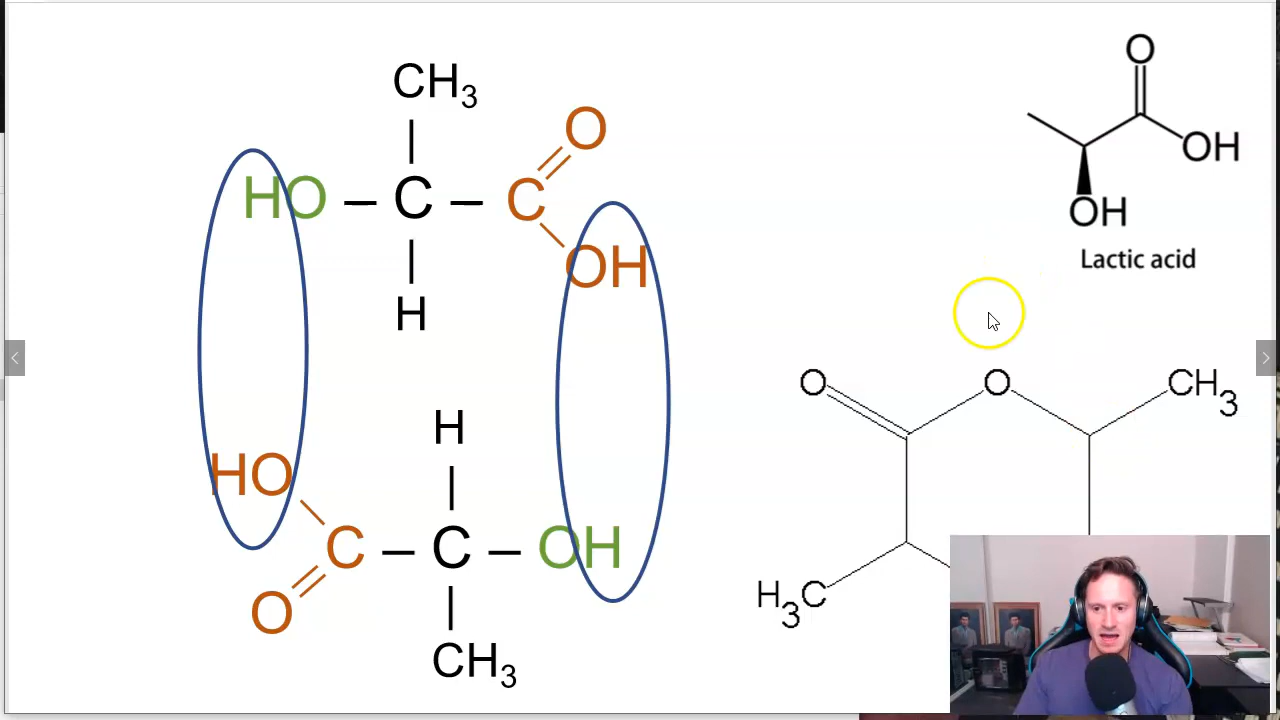 CH3
O
HO – C – C
OH
H
H
HO
C – C – OH
O
CH3
O
OH
OH
Lactic acid
O
O
CH3
H3C